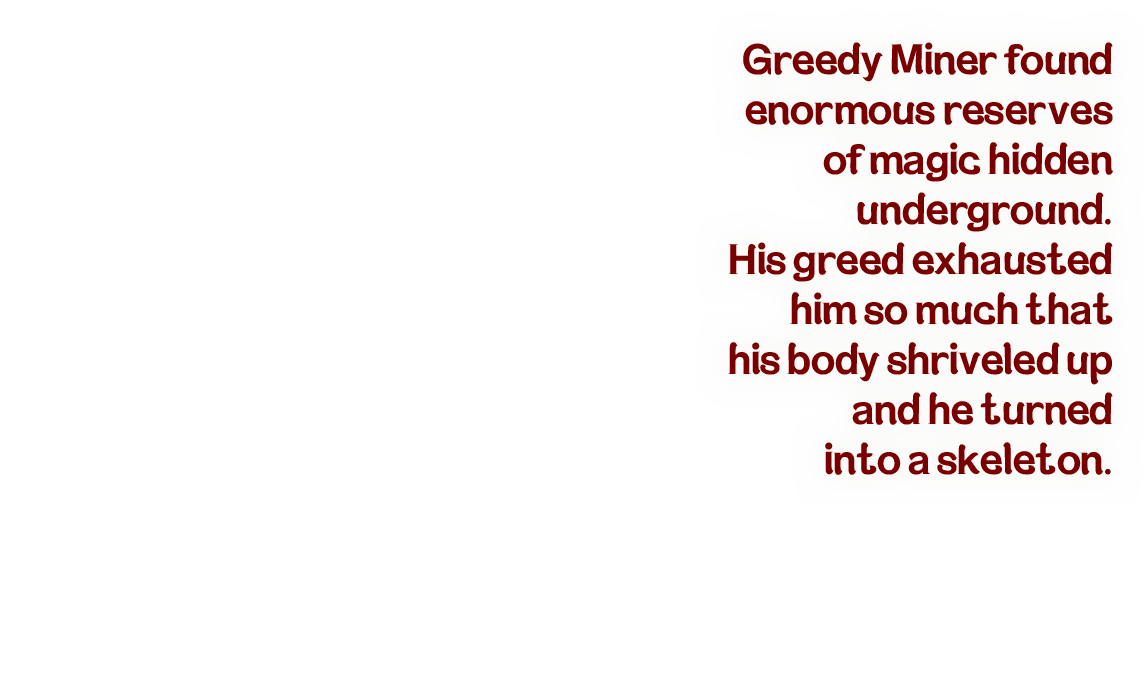 Greedy Miner found
enormous reserves
of magic hidden
underground.
His greed exhausted
him so much that
his body shriveled up
and he turned
into a skeleton.